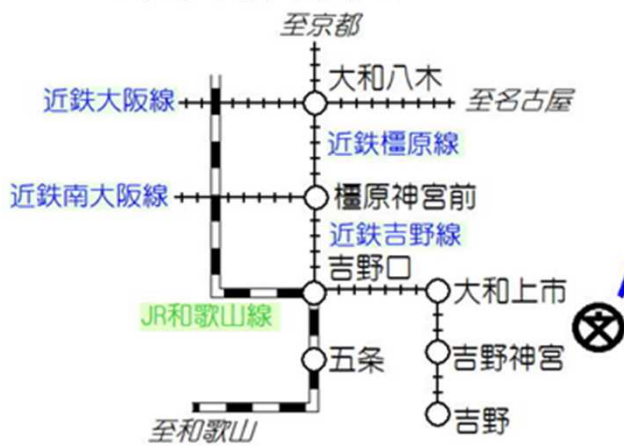 至京都
大和八木
近鉄大阪線
至名古屋
近鉄橿原線
近鉄南大阪線
橿原神宮前
近鉄吉野線
吉野口
大和上市
JR和歌山線
五条
吉野神宮
至和歌山
吉野